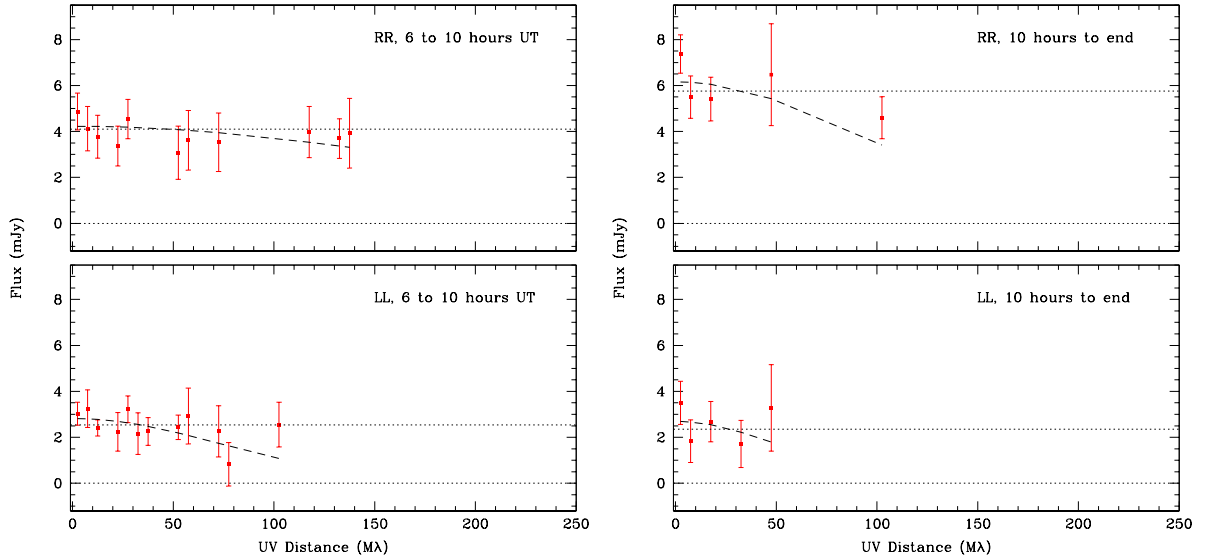 RR, 6 to 10 hours UT
8
6
4
2
0
RR, 10 hours to end
8
6
4
2
0
Flux (mJy)
Flux (mJy)
LL, 6 to 10 hours UT
8
6
4
2
0
0 50 100 150 200 250
UV Distance (Mλ)
LL, 10 hours to end
8
6
4
2
0
0 50 100 150 200 250
UV Distance (Mλ)